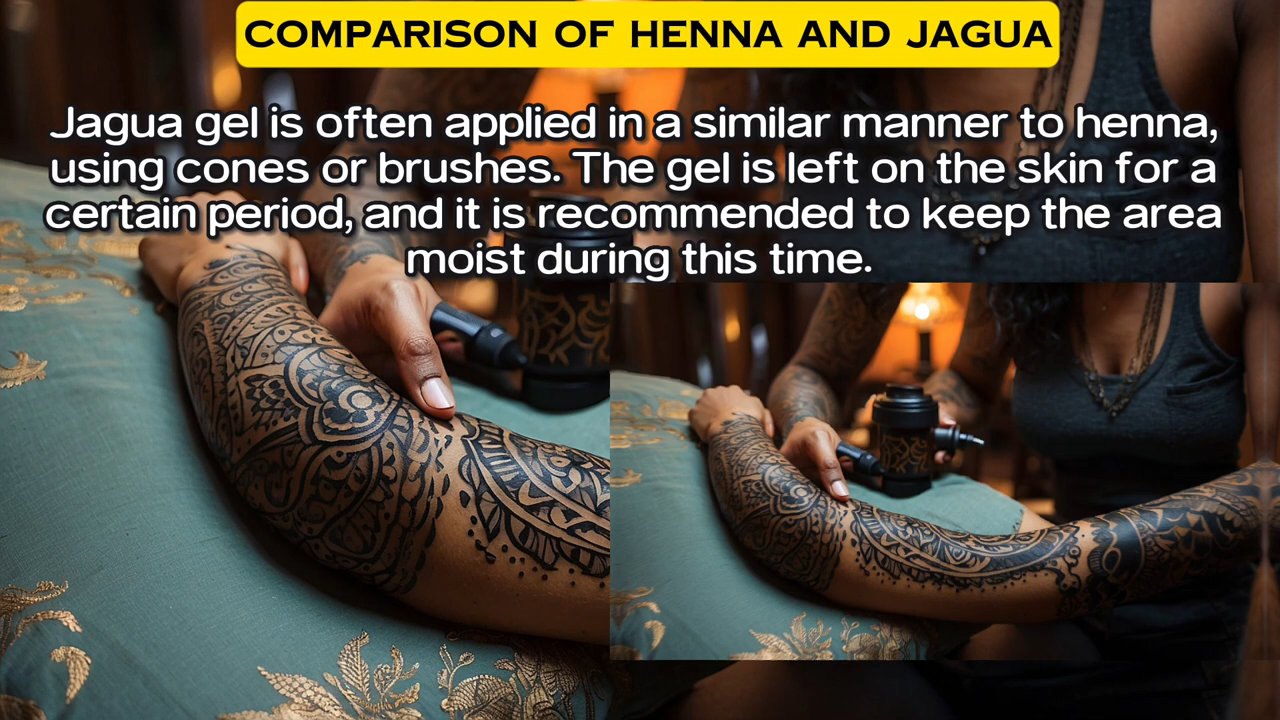 COMPARISON OF HENNA AND JAGUA
Jagua gel is often applied in a similar manner to henna,
using cones or brushes. The gel is left on the skin for a
certain period, and it is recommended to keep the area
moist during this time.